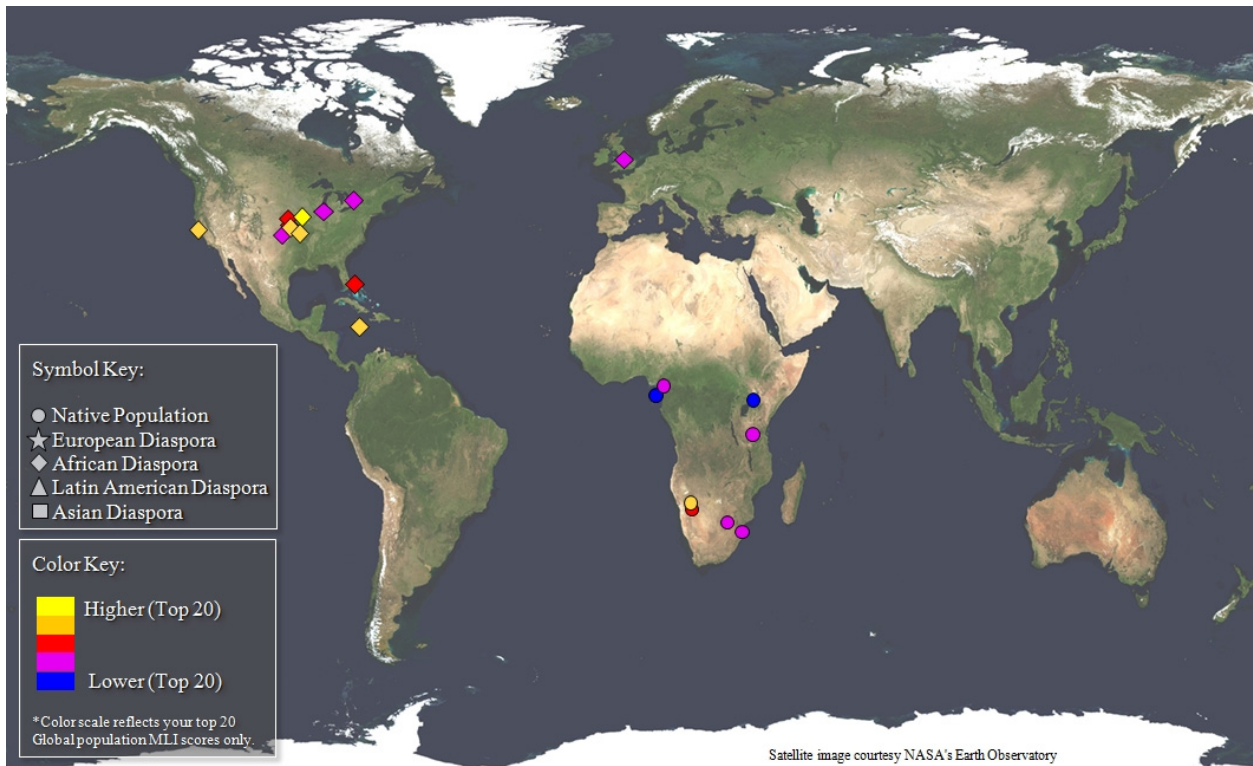 Symbol Key:
Native Population
European Diaspora
African Diaspora
Latin American Diaspora
Asian Diaspora
Color Key:
Higher (Top 20)
Lower (Top 20)
*Color scale reflects your top 20
Global population MLI scores only.
Satellite image courtesy NASA's Earth Observatory